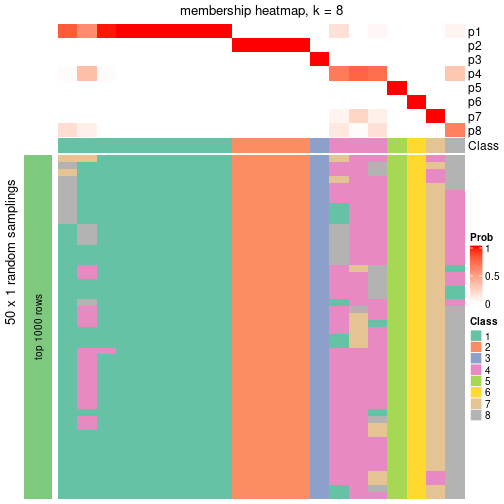 membership heatmap, k = 8
p1
p2
p3
p4
p5
p6
p7
p8
Class
50 x 1 random samplings
top 1000 rows
Prob
1
0.5
0
Class
1
2
3
4
5
6
7
8